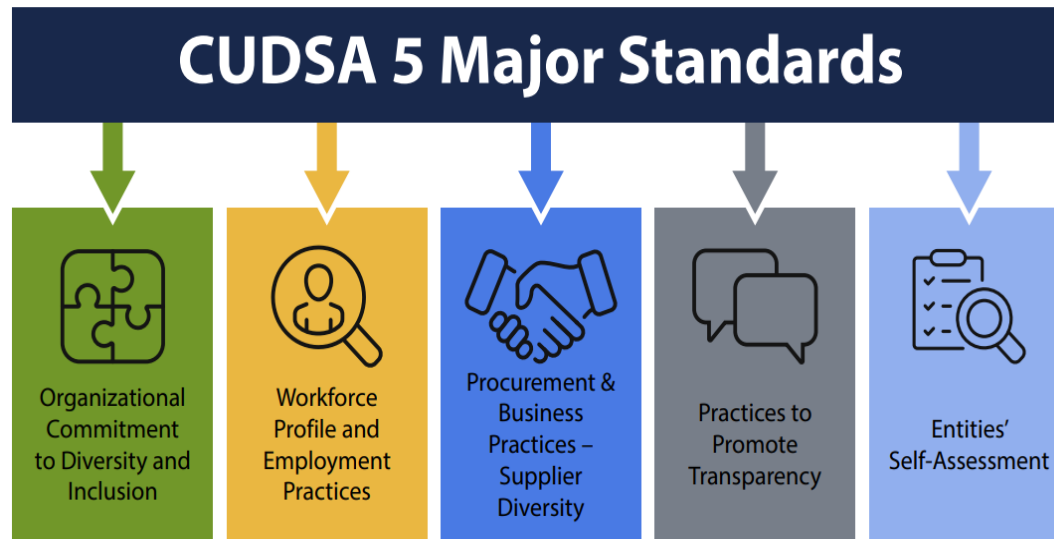 CUDSA 5 Major Standards
Organizational
Commitment
to Diversity and
Inclusion
Workforce
Profile and
Employment
Practices
Procurement &
Business
Practices –
Supplier
Diversity
Practices to
Promote
Transparency
Entities’
Self-Assessment